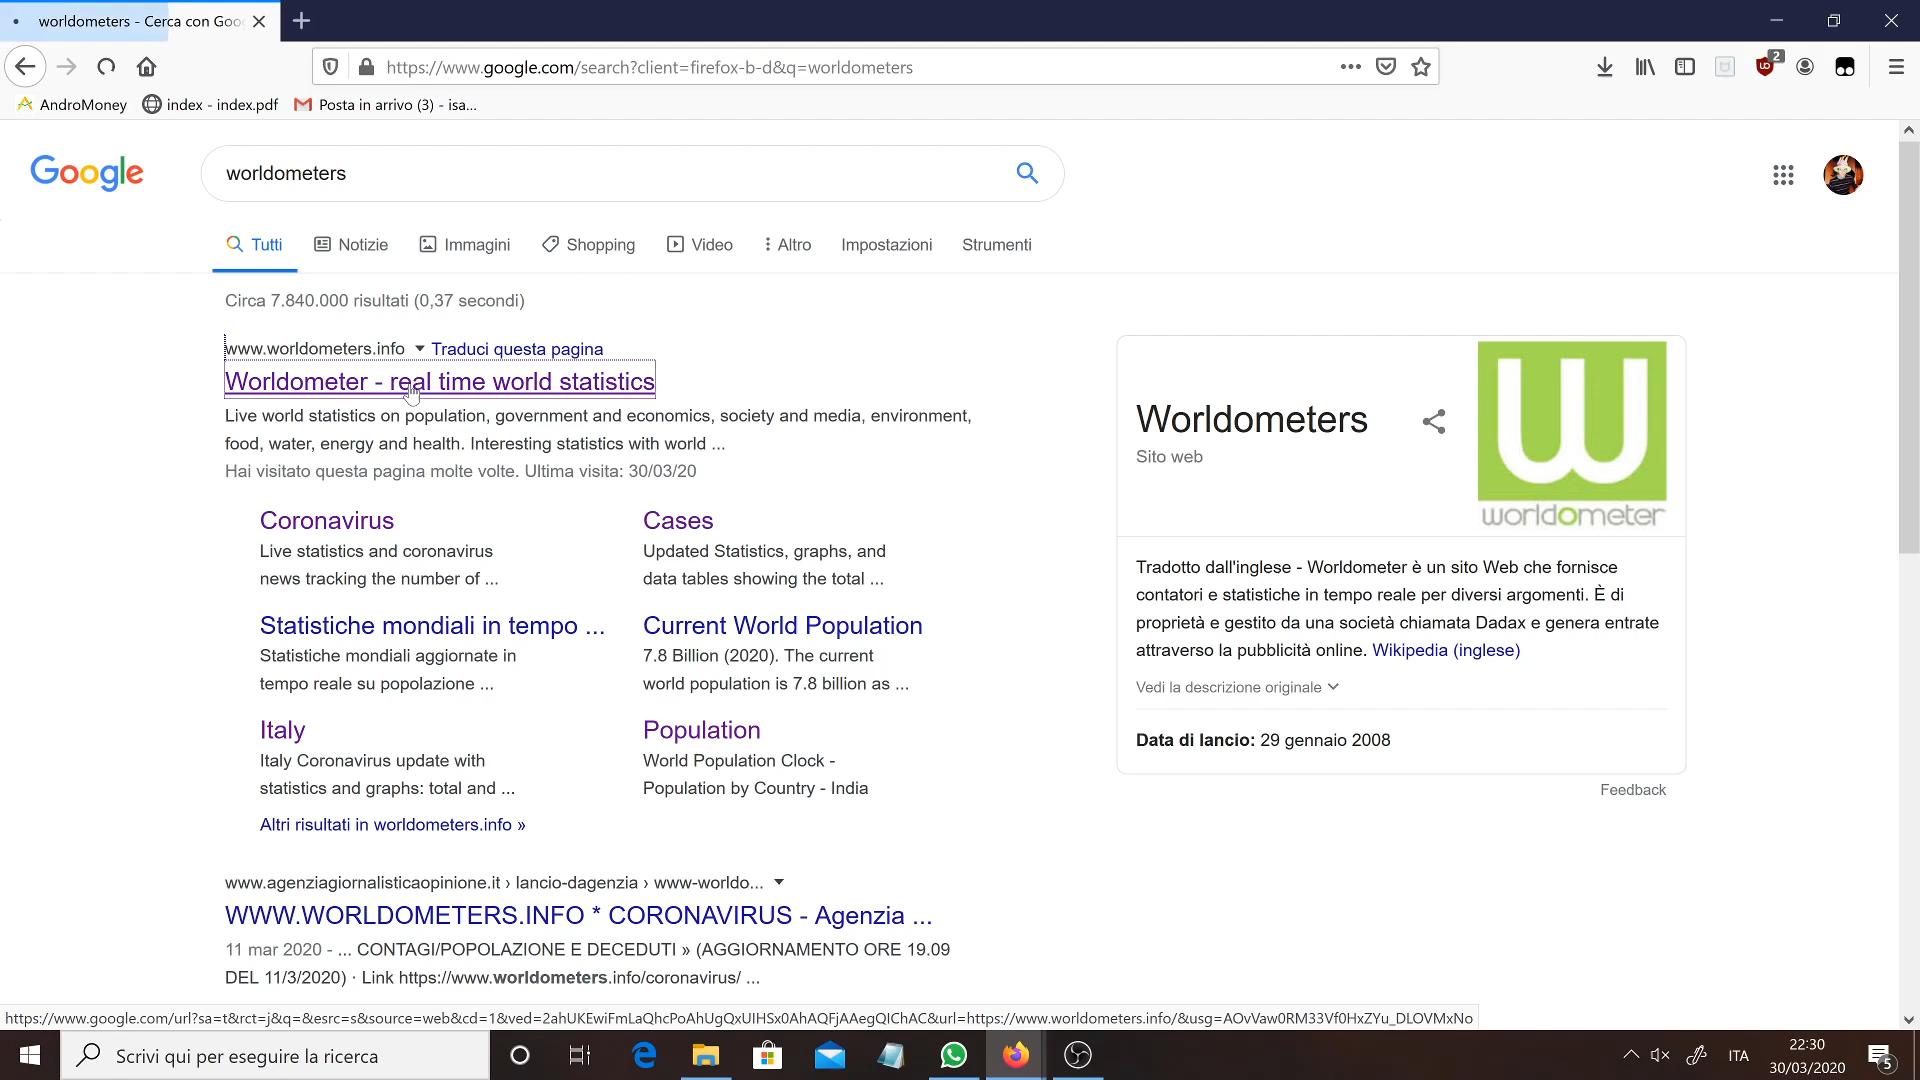 worldometers - Cerca con Goo
https://www.google.com/search?client=firefox-b-d&q=worldometers
2
AndroMoney
index - index.pdf
Posta in arrivo (3) - isa...
Google
worldometers
Tutti
Notizie
Immagini
Shopping
Video
Altro
Impostazioni
Strumenti
Circa 7.840.000 risultati (0,37 secondi)
www.worldometers.info
Traduci questa pagina
Worldometer - real time world statistics
Live world statistics on population, government and economics, society and media, environment,
food, water, energy and health. Interesting statistics with world ...
Hai visitato questa pagina molte volte. Ultima visita: 30/03/20
Coronavirus
Live statistics and coronavirus
news tracking the number of ...
Cases
Updated Statistics, graphs, and
data tables showing the total ...
Statistiche mondiali in tempo ...
Statistiche mondiali aggiornate in
tempo reale su popolazione ...
Current World Population
7.8 Billion (2020). The current
world population is 7.8 billion as ...
Italy
Italy Coronavirus update with
statistics and graphs: total and ...
Population
World Population Clock -
Population by Country - India
Altri risultati in worldometers.info »
www.agenziagiornalisticaopinione.it › lancio-dagenzia › www-worldo...
WWW.WORLDOMETERS.INFO * CORONAVIRUS - Agenzia ...
11 mar 2020 - ... CONTAGI/POPOLAZIONE E DECEDUTI » (AGGIORNAMENTO ORE 19.09
DEL 11/3/2020) · Link https://www.worldometers.info/coronavirus/ ...
Worldometers
Sito web
worldometer
Tradotto dall'inglese - Worldometer è un sito Web che fornisce
contatori e statistiche in tempo reale per diversi argomenti. È di
proprietà e gestito da una società chiamata Dadax e genera entrate
attraverso la pubblicità online. Wikipedia (inglese)
Vedi la descrizione originale
Data di lancio: 29 gennaio 2008
Feedback
https://www.google.com/url?sa=t&rct=j&q=&esrc=s&source=web&cd=1&ved=2ahUKEwiFmLaQhcPoAhUgQxUIHSx0AhAQFjAAegQIChAC&url=https://www.worldometers.info/&usg=AOvVaw0RM33Vf0HxZYu_DLOVMxNo
Scrivi qui per eseguire la ricerca
ITA
22:30
30/03/2020
5